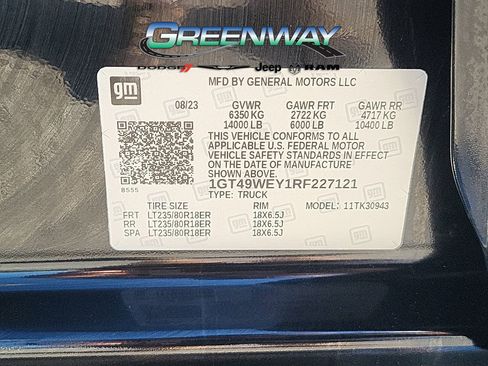 GREENWAY
DODGE Jeep RAM
MFD BY GENERAL MOTORS LLC
gm
08/23 GVWR GAWR FRT GAWR RR
6350 KG 2722 KG 4717 KG
14000 LB 6000 LB 10400 LB
THIS VEHICLE CONFORMS TO ALL
APPLICABLE U.S. FEDERAL MOTOR
VEHICLE SAFETY STANDARDS IN EFFECT
ON THE DATE OF MANUFACTURE
SHOWN ABOVE.
1GT49WEY1RF227121
B555
TYPE: TRUCK MODEL: 11TK30943
TIRE SIZE RIM
FRT LT235/80R18ER 18X6.5J
RR LT235/80R18ER 18X6.5J
SPA LT235/80R18ER 18X6.5J